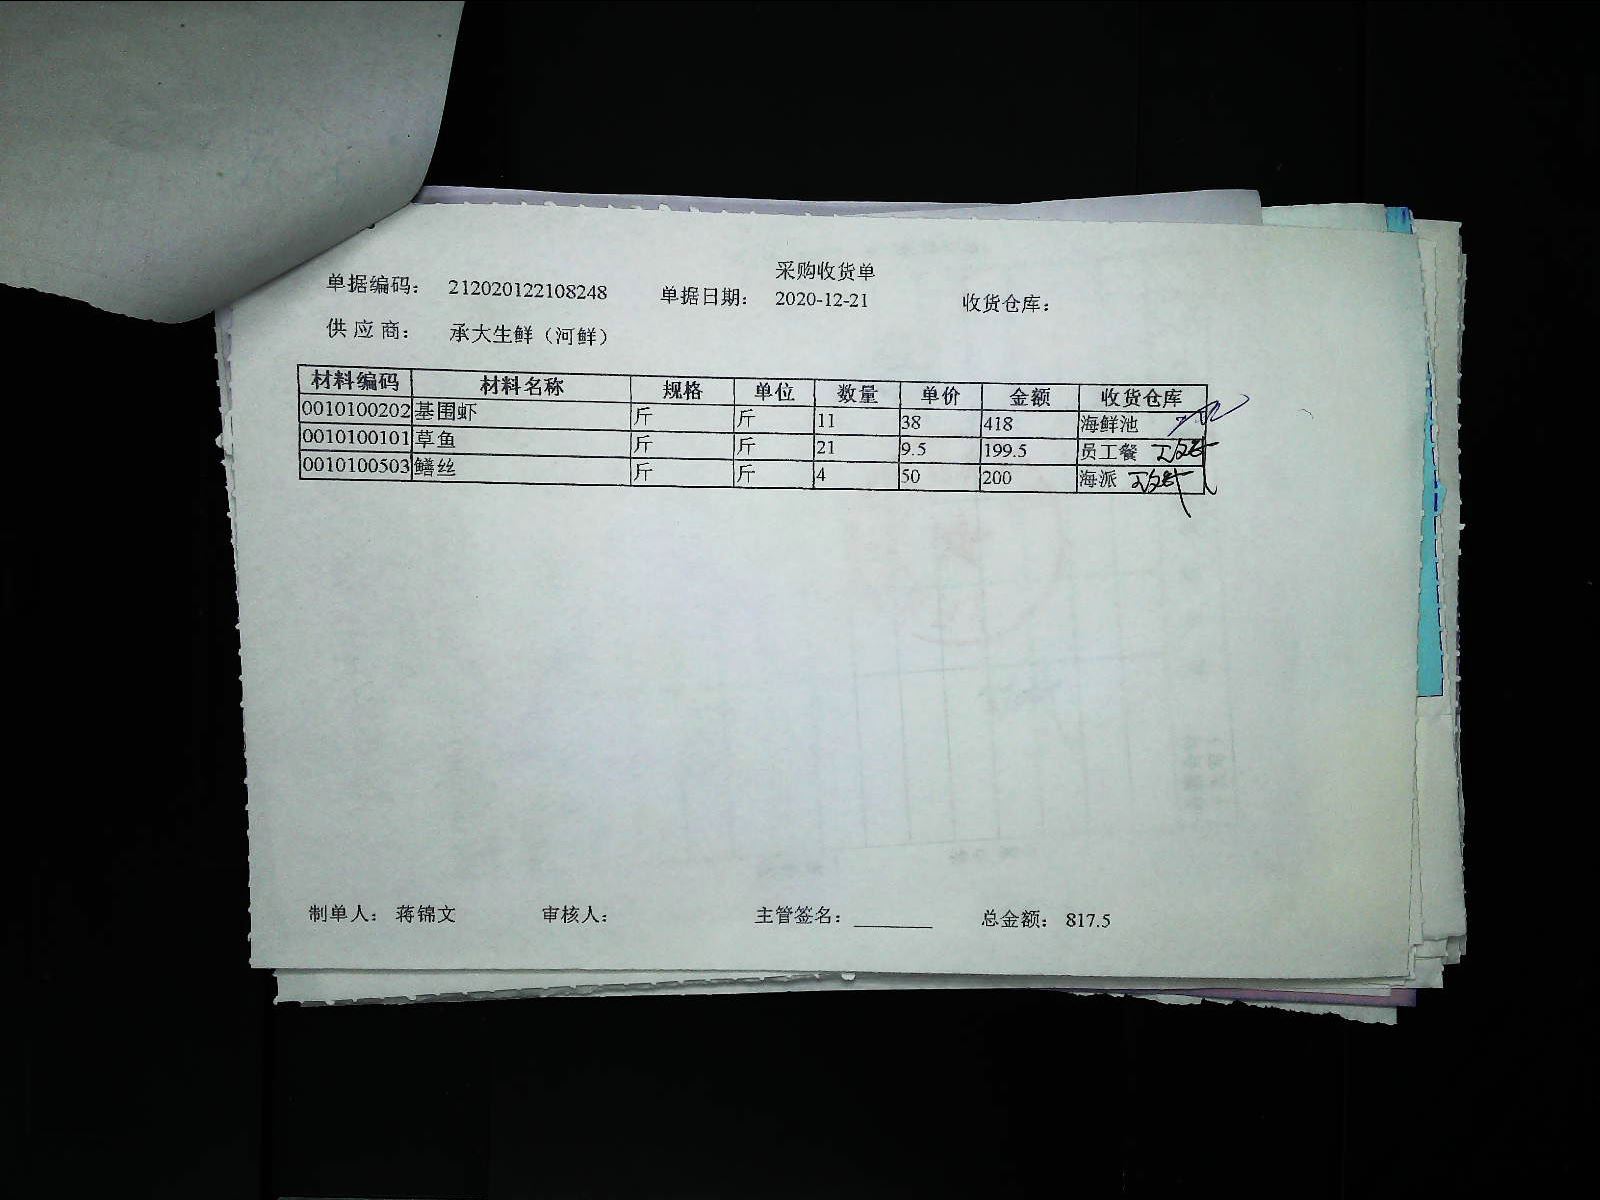 采购收货单
单据编码： 212020122108248 单据日期： 2020-12-21 收货仓库：
供应商： 承大生鲜（河鲜）
材料编码 材料名称 规格 单位 数量 单价 金额 收货仓库
0010100202 基围虾 斤 斤 11 38 418 海鲜池
0010100101 草鱼 斤 斤 21 9.5 199.5 员工餐
0010100503 鳝丝 斤 斤 4 50 200 海派
制单人： 蒋锦文 审核人： 主管签名： 总金额： 817.5